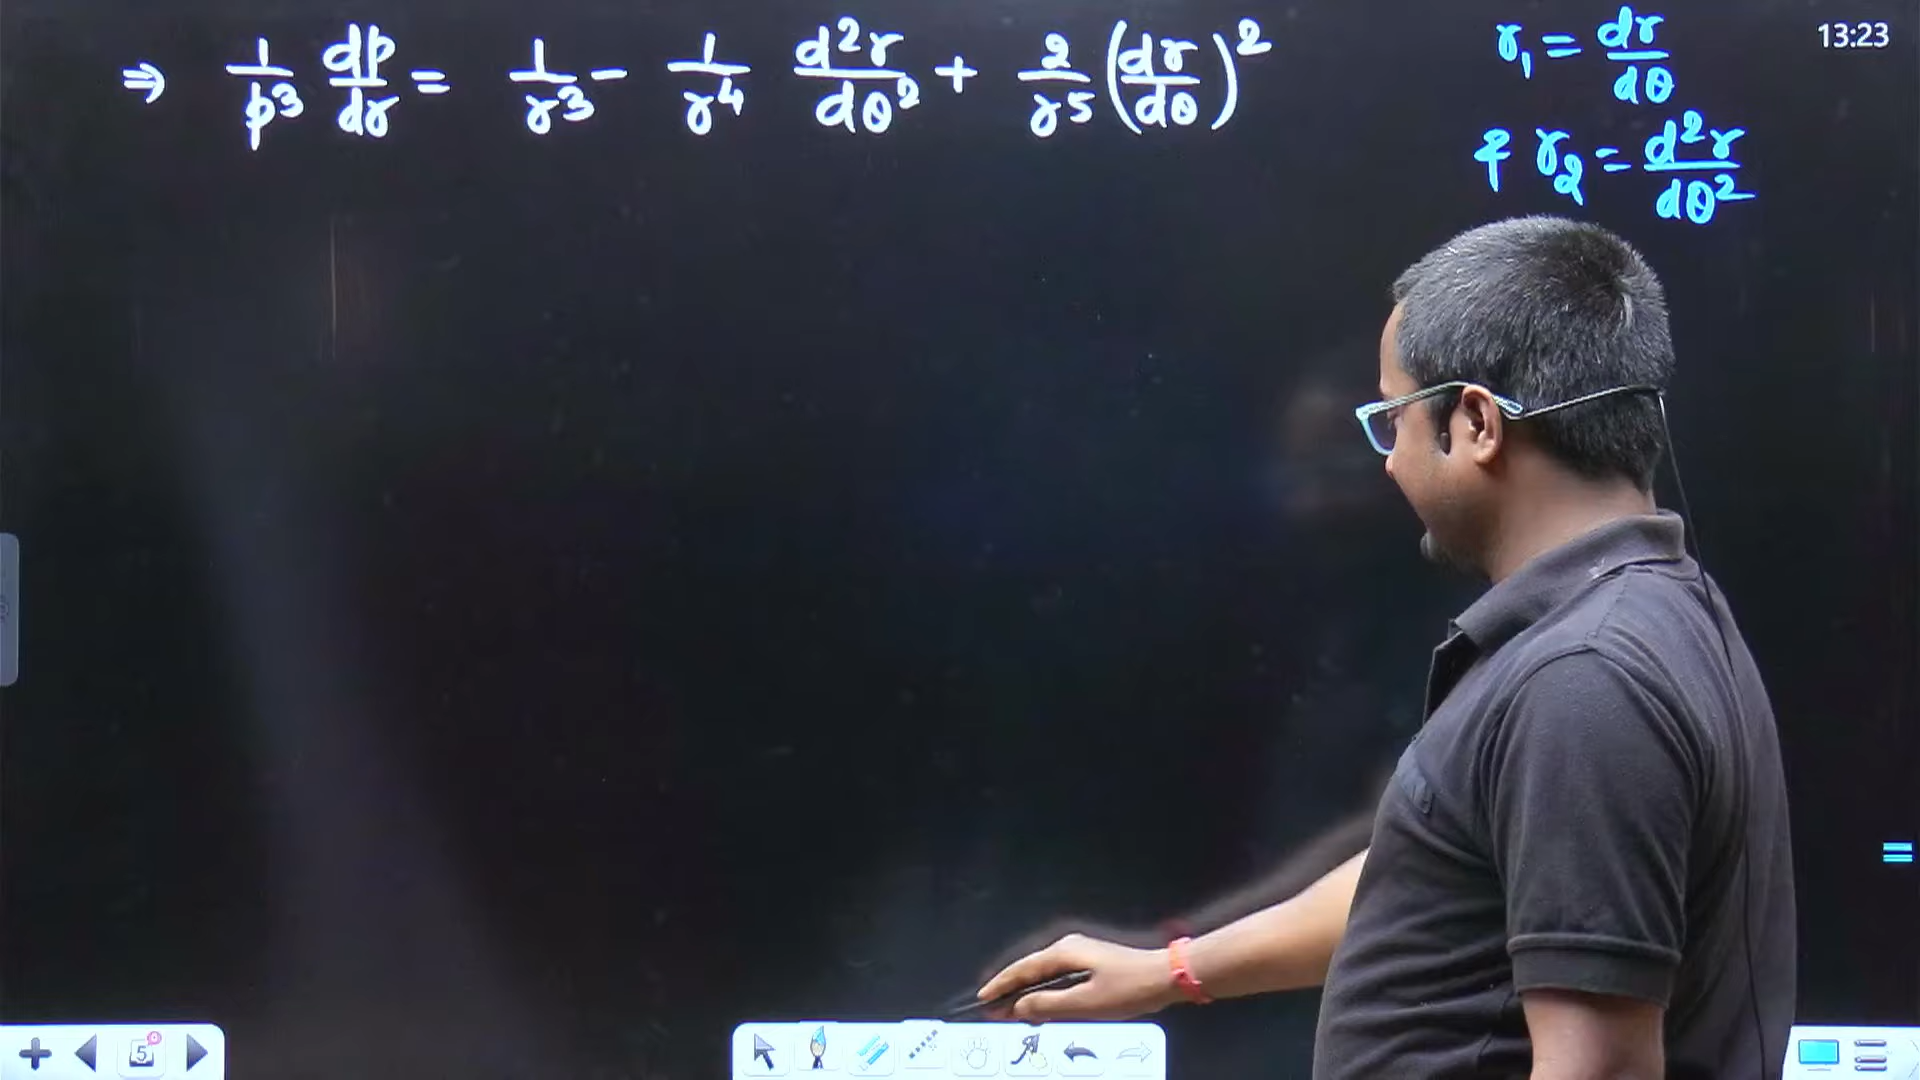 ⇒ 1/p³ dp/dr = 1/r³ - 1/r⁴ d²r/dθ² + 2/r⁵ (dr/dθ)²
r₁ = dr/dθ
& r₂ = d²r/dθ²
13:23
5